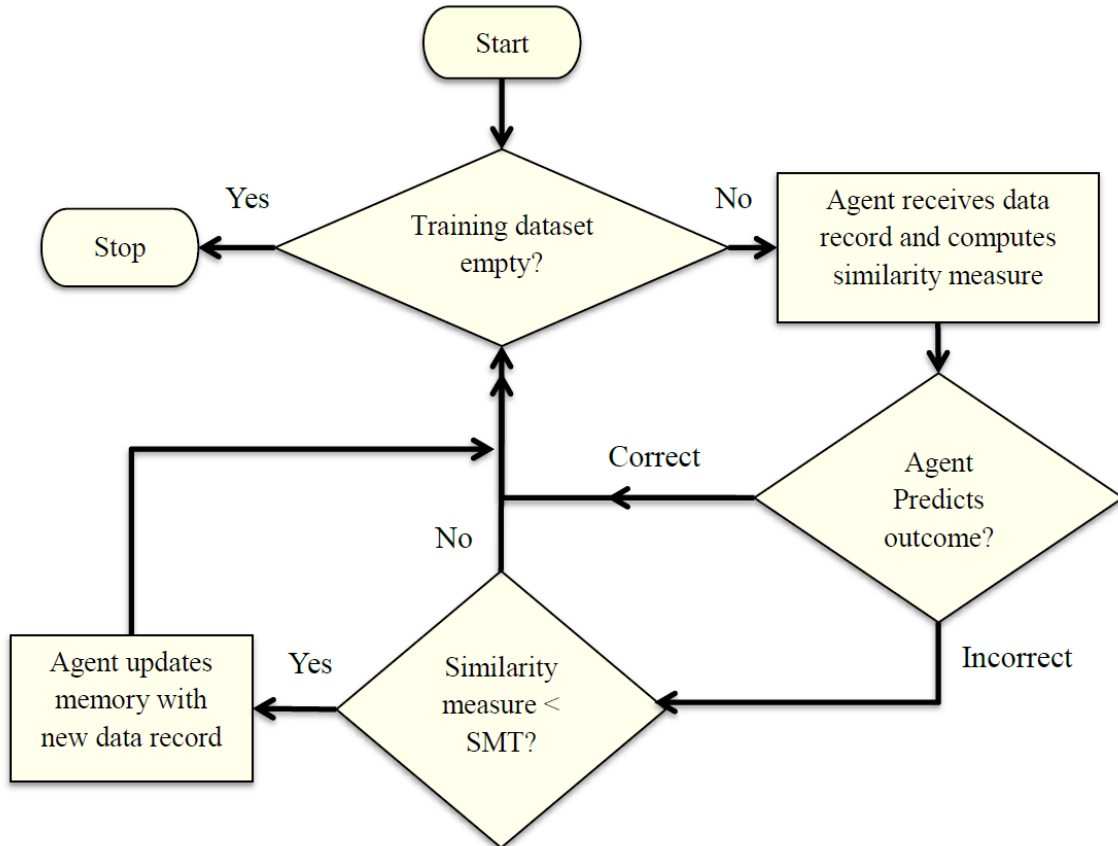 Start
Yes
No
Stop
Training dataset
empty?
Agent receives data
record and computes
similarity measure
Correct
Agent
Predicts
outcome?
No
Incorrect
Agent updates
memory with
new data record
Yes
Similarity
measure <
SMT?